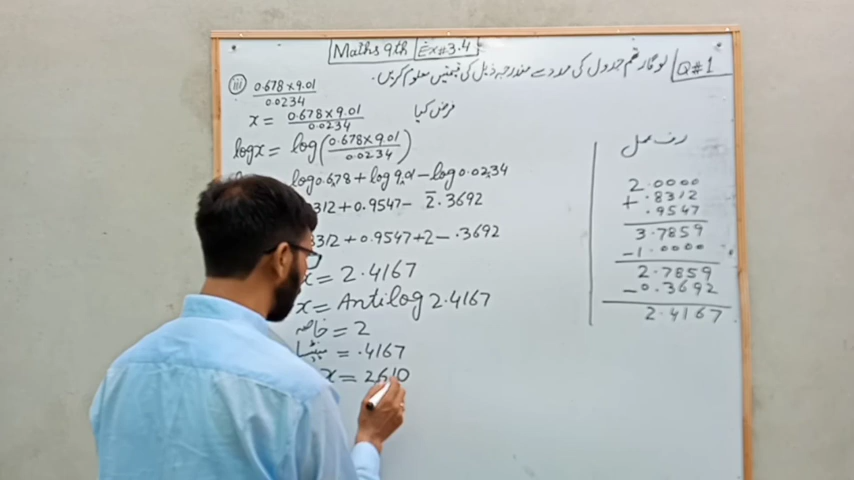 Maths 9th Ex#3.4
Q#1 لوگارتھم جدول کی مدد سے مندرجہ ذیل کی قیمتیں معلوم کریں۔
iii 0.678×9.01
0.0234
فرض کیا x = 0.678×9.01
0.0234
logx = log(0.678×9.01
0.0234)
log0.678 + log9.01 - log0.0234
312 + 0.9547 - 2̄.3692
8312 + 0.9547 + 2 - .3692
x = 2.4167
x = Antilog 2.4167
خاصہ = 2
مینٹیسا = .4167
x = 2610
رف عمل
2.0000
+ .8312
.9547
3.7859
-1.0000
2.7859
-0.3692
2.4167